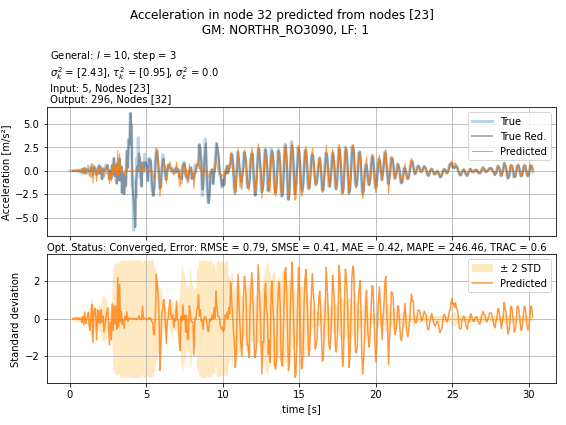 Acceleration in node 32 predicted from nodes [23]
GM: NORTHR_RO3090, LF: 1
General: l = 10, step = 3
σ²ₖ = [2.43], τ²ₖ = [0.95], σ²ε = 0.0
Input: 5, Nodes [23]
Output: 296, Nodes [32]
Acceleration [m/s²]
5.0
2.5
0.0
−2.5
−5.0
True
True Red.
Predicted
Opt. Status: Converged, Error: RMSE = 0.79, SMSE = 0.41, MAE = 0.42, MAPE = 246.46, TRAC = 0.6
Standard deviation
2
0
−2
± 2 STD
Predicted
0
5
10
15
20
25
30
time [s]